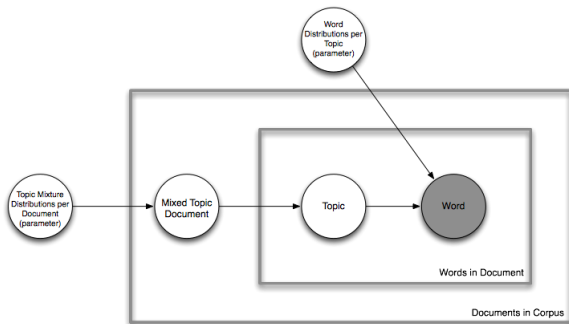 Word
Distributions per
Topic
(parameter)
Topic Mixture
Distributions per
Document
(parameter)
Mixed Topic
Document
Topic
Word
Words in Document
Documents in Corpus